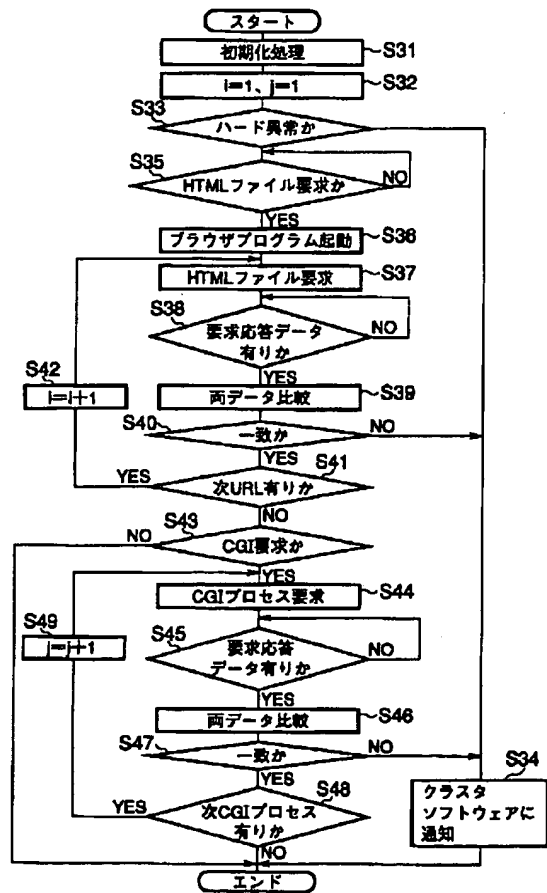 スタート
初期化処理
S31
i=1、j=1
S32
S33
ハード異常か
S35
HTMLファイル要求か
NO
YES
ブラウザプログラム起動
S36
HTMLファイル要求
S37
S38
要求応答データ
有りか
NO
YES
S42
i=i+1
両データ比較
S39
S40
一致か
NO
YES
S41
YES
次URL有りか
NO
S43
NO
CGI要求か
YES
CGIプロセス要求
S44
S49
j=j+1
S45
要求応答
データ有りか
NO
YES
両データ比較
S46
S47
一致か
NO
YES
S48
YES
次CGIプロセス
有りか
NO
S34
クラスタ
ソフトウェアに
通知
エンド